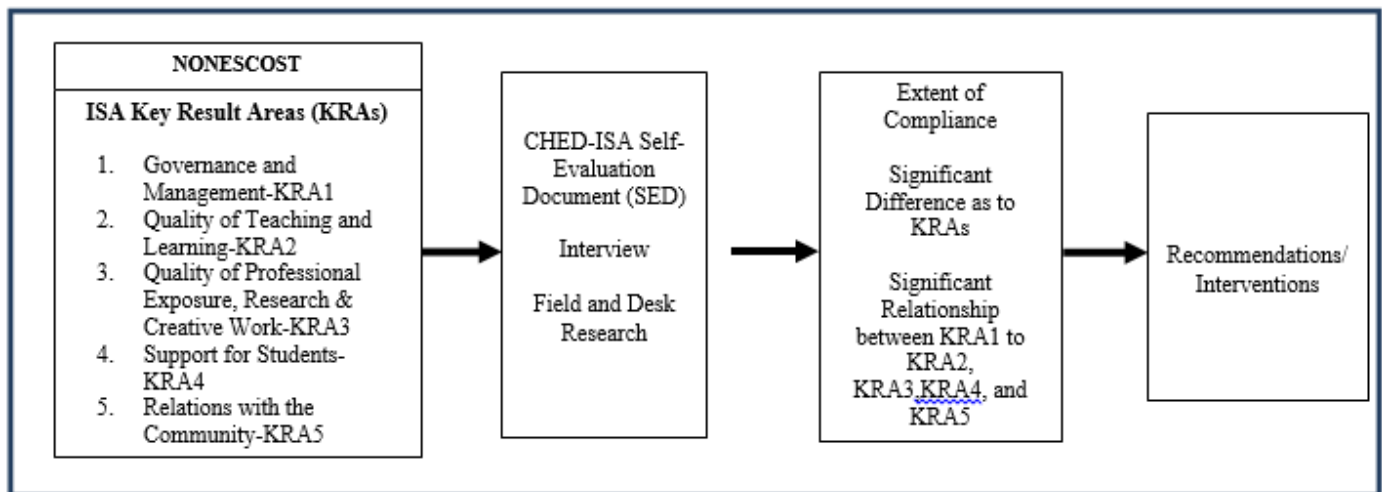 NONESCOST
ISA Key Result Areas (KRAs)
1. Governance and
Management-KRA1
2. Quality of Teaching and
Learning-KRA2
3. Quality of Professional
Exposure, Research &
Creative Work-KRA3
4. Support for Students-
KRA4
5. Relations with the
Community-KRA5
CHED-ISA Self-
Evaluation
Document (SED)
Interview
Field and Desk
Research
Extent of
Compliance
Significant
Difference as to
KRAs
Significant
Relationship
between KRA1 to
KRA2,
KRA3,KRA4, and
KRA5
Recommendations/
Interventions